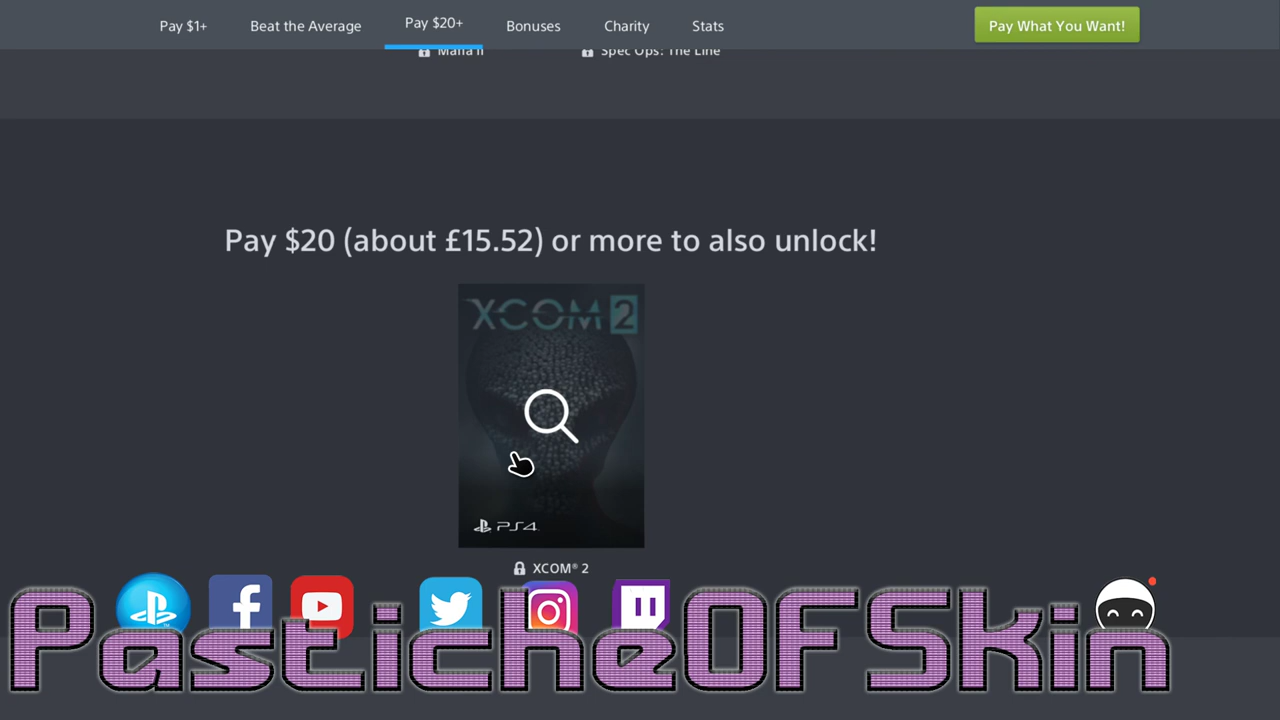 Pay $1+
Beat the Average
Pay $20+
Bonuses
Charity
Stats
Pay What You Want!
Mafia II
Spec Ops: The Line
Pay $20 (about £15.52) or more to also unlock!
XCOM 2
PS4
XCOM® 2
PasticheOFSkin